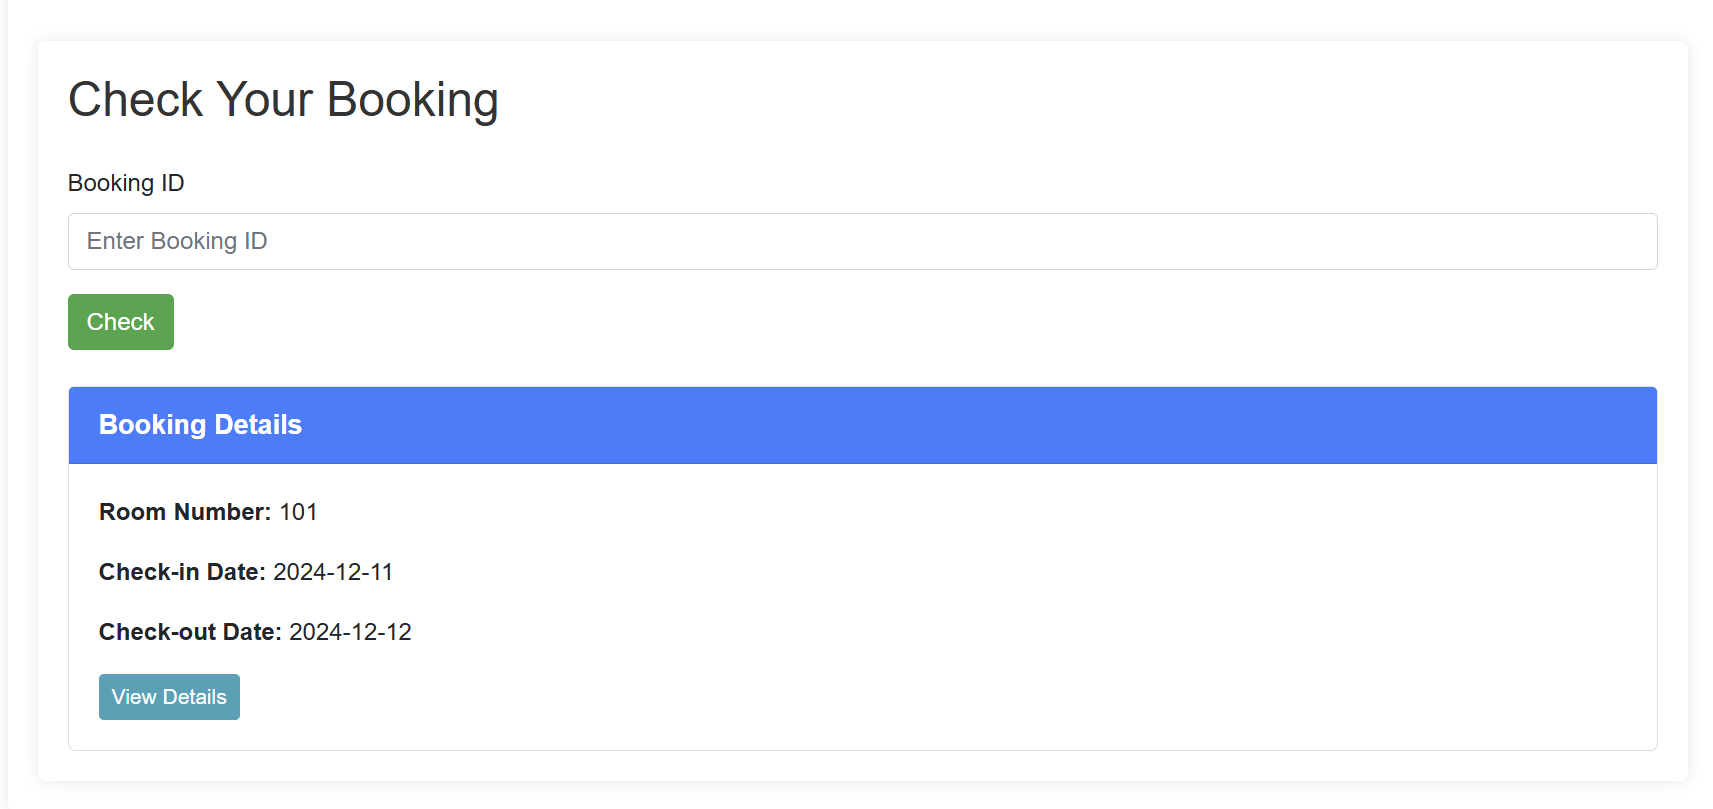 Check Your Booking
Booking ID
Enter Booking ID
Check
Booking Details
Room Number: 101
Check-in Date: 2024-12-11
Check-out Date: 2024-12-12
View Details